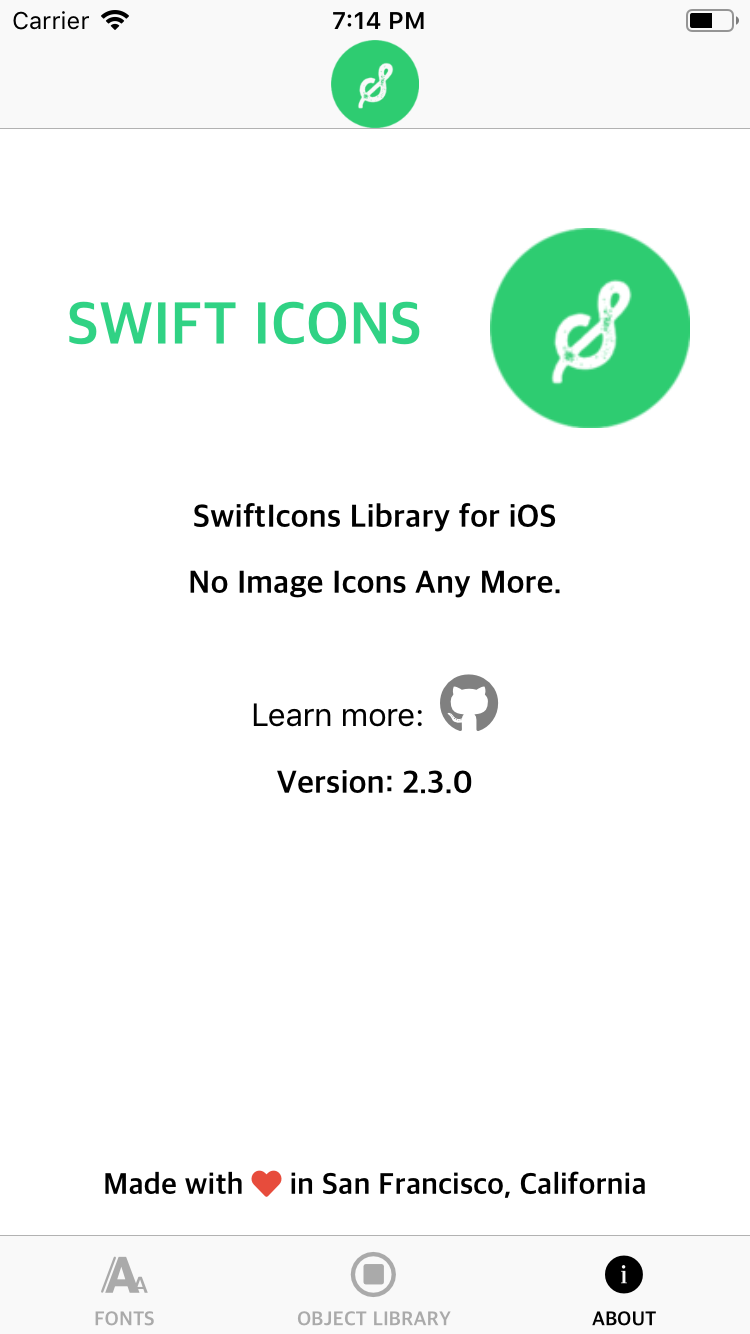 Carrier 7:14 PM
SWIFT ICONS
SwiftIcons Library for iOS
No Image Icons Any More.
Learn more:
Version: 2.3.0
Made with ❤ in San Francisco, California
FONTS OBJECT LIBRARY ABOUT